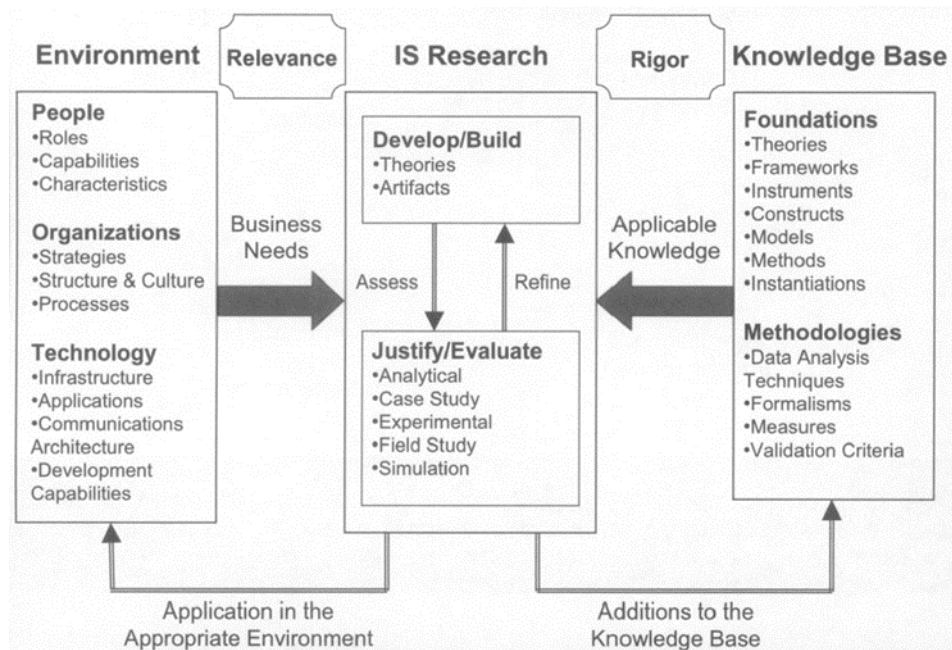 Environment
Relevance
IS Research
Rigor
Knowledge Base
People
•Roles
•Capabilities
•Characteristics
Organizations
•Strategies
•Structure & Culture
•Processes
Technology
•Infrastructure
•Applications
•Communications
Architecture
•Development
Capabilities
Business
Needs
Develop/Build
•Theories
•Artifacts
Assess
Refine
Justify/Evaluate
•Analytical
•Case Study
•Experimental
•Field Study
•Simulation
Applicable
Knowledge
Foundations
•Theories
•Frameworks
•Instruments
•Constructs
•Models
•Methods
•Instantiations
Methodologies
•Data Analysis
Techniques
•Formalisms
•Measures
•Validation Criteria
Application in the
Appropriate Environment
Additions to the
Knowledge Base